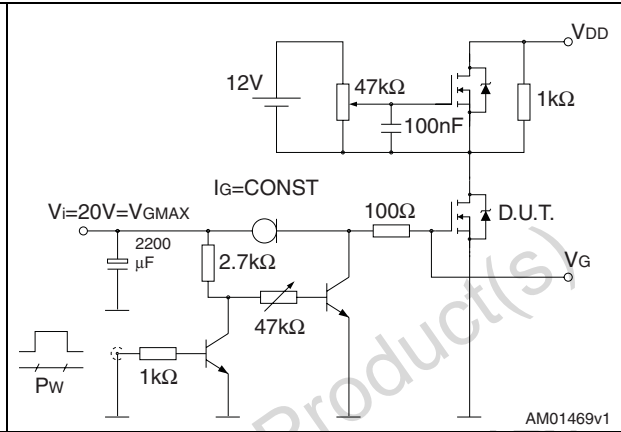 VDD
12V
47kΩ
1kΩ
100nF
IG=CONST
Vi=20V=VGMAX
100Ω
D.U.T.
2200
μF
2.7kΩ
VG
47kΩ
1kΩ
PW
Product(s)
AM01469v1